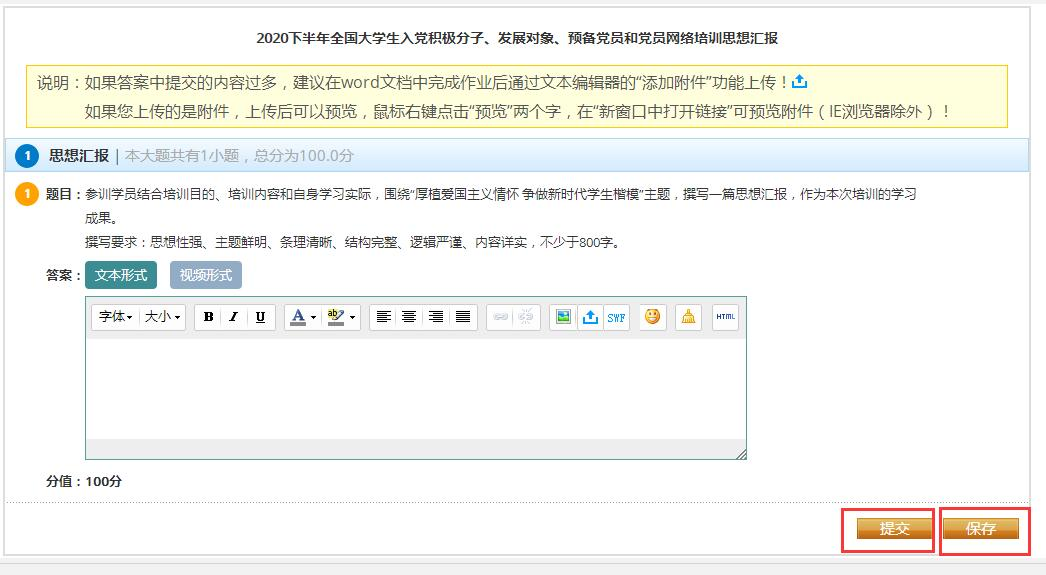 2020下半年全国大学生入党积极分子、发展对象、预备党员和党员网络培训思想汇报
说明：如果答案中提交的内容过多，建议在word文档中完成作业后通过文本编辑器的“添加附件”功能上传！
如果您上传的是附件，上传后可以预览，鼠标右键点击“预览”两个字，在“新窗口中打开链接”可预览附件（IE浏览器除外）！
1 思想汇报 | 本大题共有1小题，总分为100.0分
1 题目：参训学员结合培训目的、培训内容和自身学习实际，围绕“厚植爱国主义情怀 争做新时代学生楷模”主题，撰写一篇思想汇报，作为本次培训的学习
成果。
撰写要求：思想性强、主题鲜明、条理清晰、结构完整、逻辑严谨、内容详实，不少于800字。
答案： 文本形式 视频形式
字体 大小 B I U A ab SWF HTML
分值：100分
提交 保存